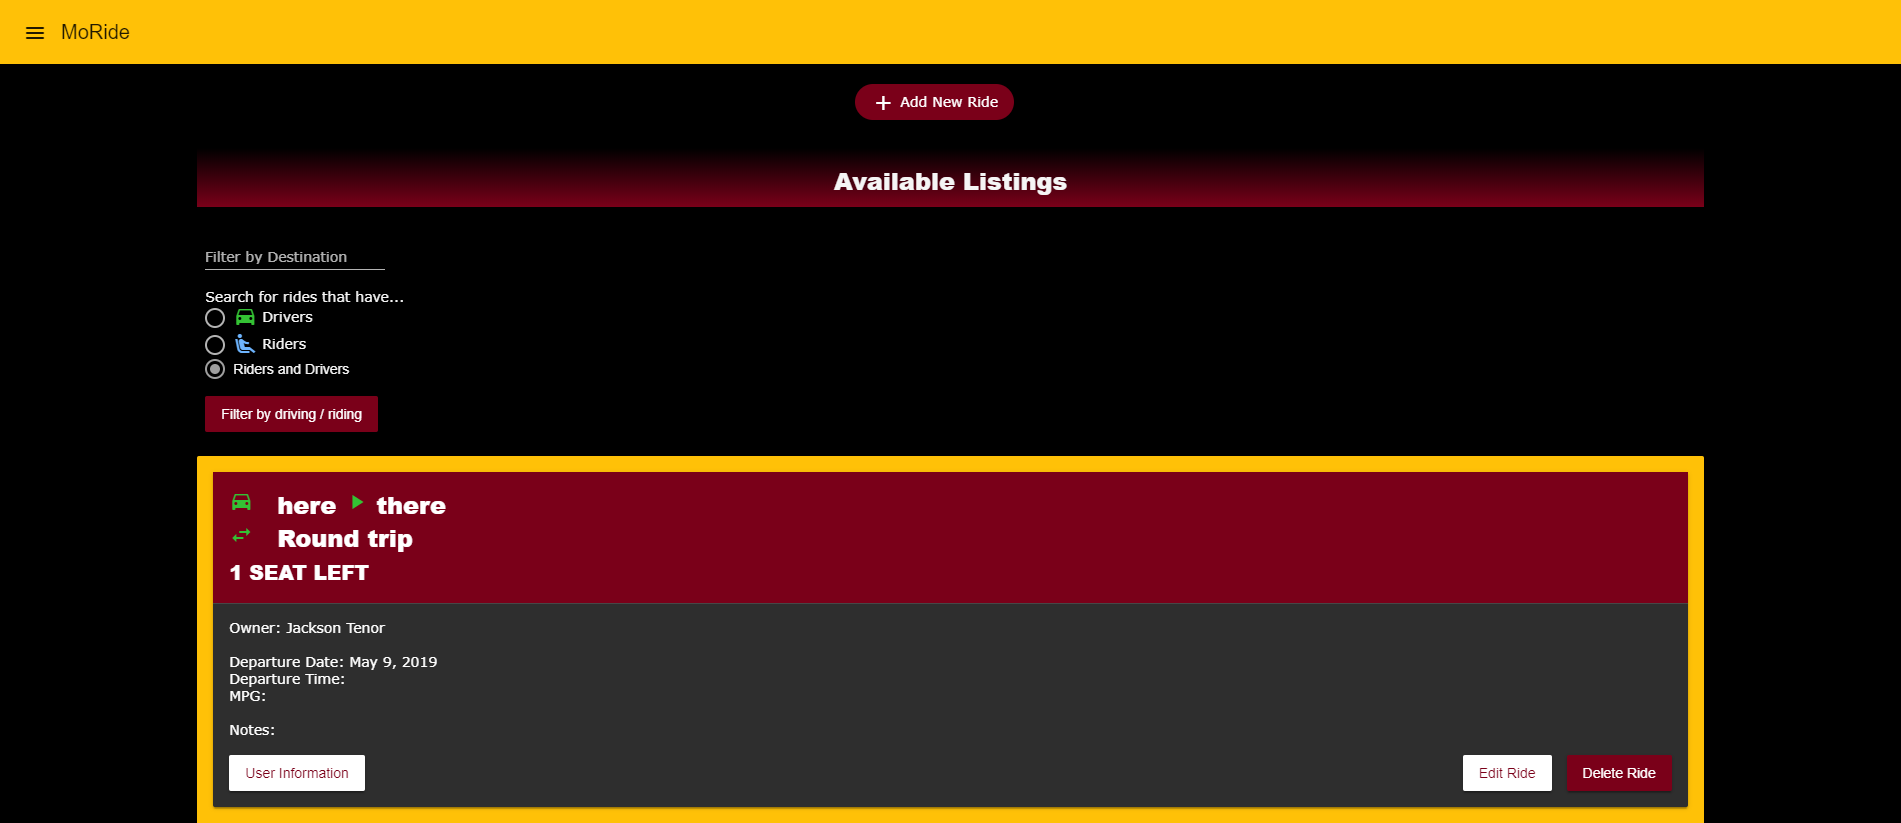 MoRide
Add New Ride
Available Listings
Filter by Destination
Search for rides that have...
Drivers
Riders
Riders and Drivers
Filter by driving / riding
here there
Round trip
1 SEAT LEFT
Owner: Jackson Tenor
Departure Date: May 9, 2019
Departure Time:
MPG:
Notes:
User Information Edit Ride Delete Ride